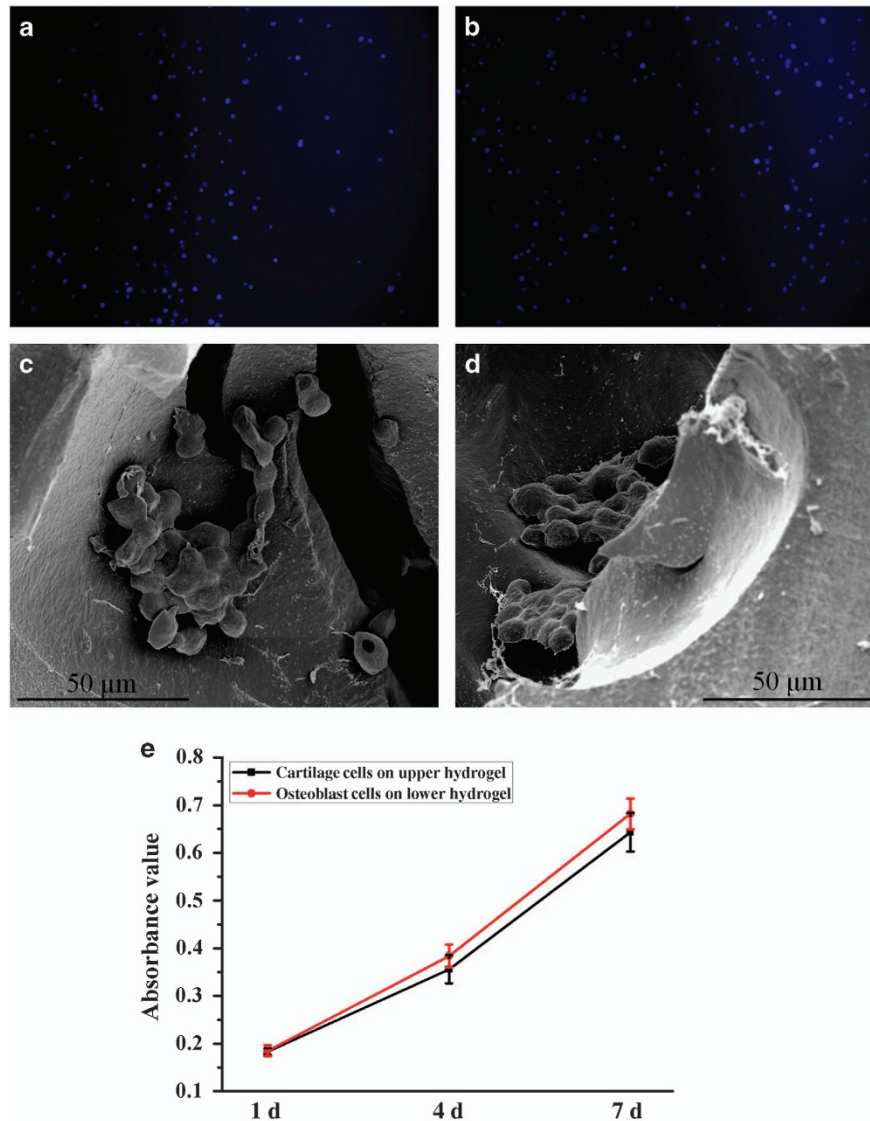 a
b
c
50 μm
d
50 μm
e
Cartilage cells on upper hydrogel
Osteoblast cells on lower hydrogel
Absorbance value
0.8
0.7
0.6
0.5
0.4
0.3
0.2
0.1
1 d
4 d
7 d